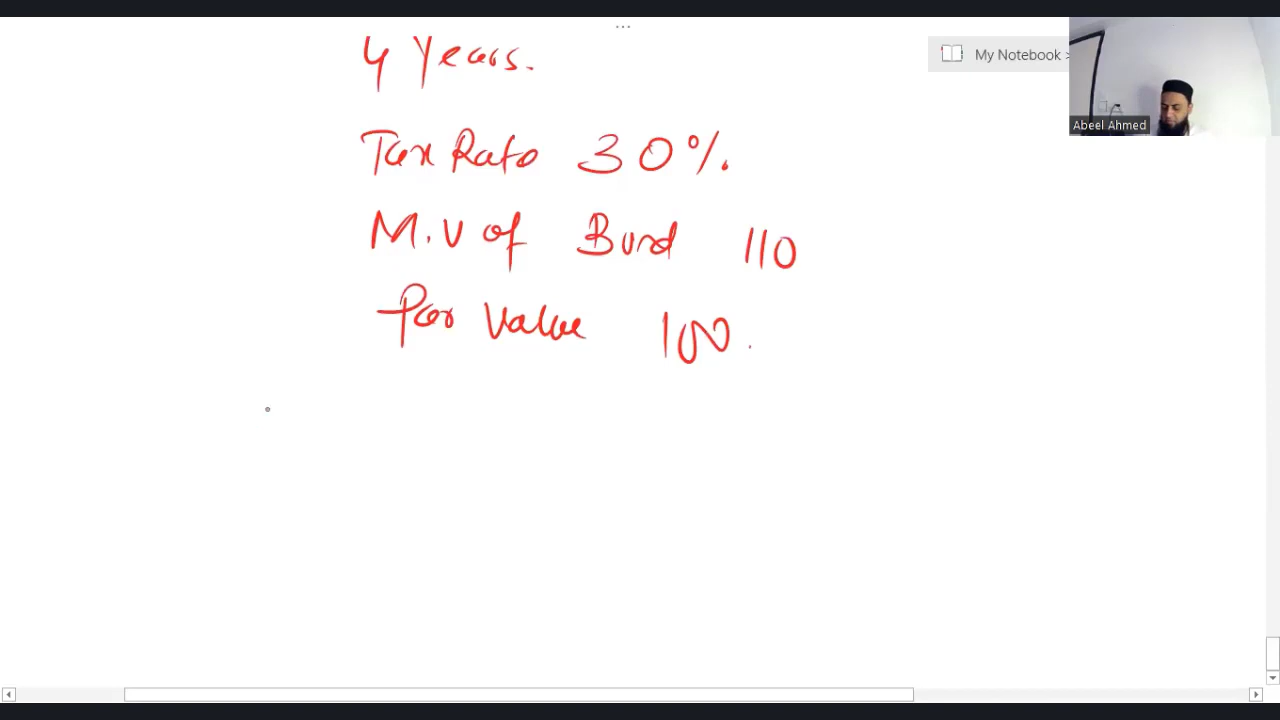 ...
My Notebook >
Abeel Ahmed
4 Years.
Tax Rate 30%.
M.V of Bond 110
Par Value 100.